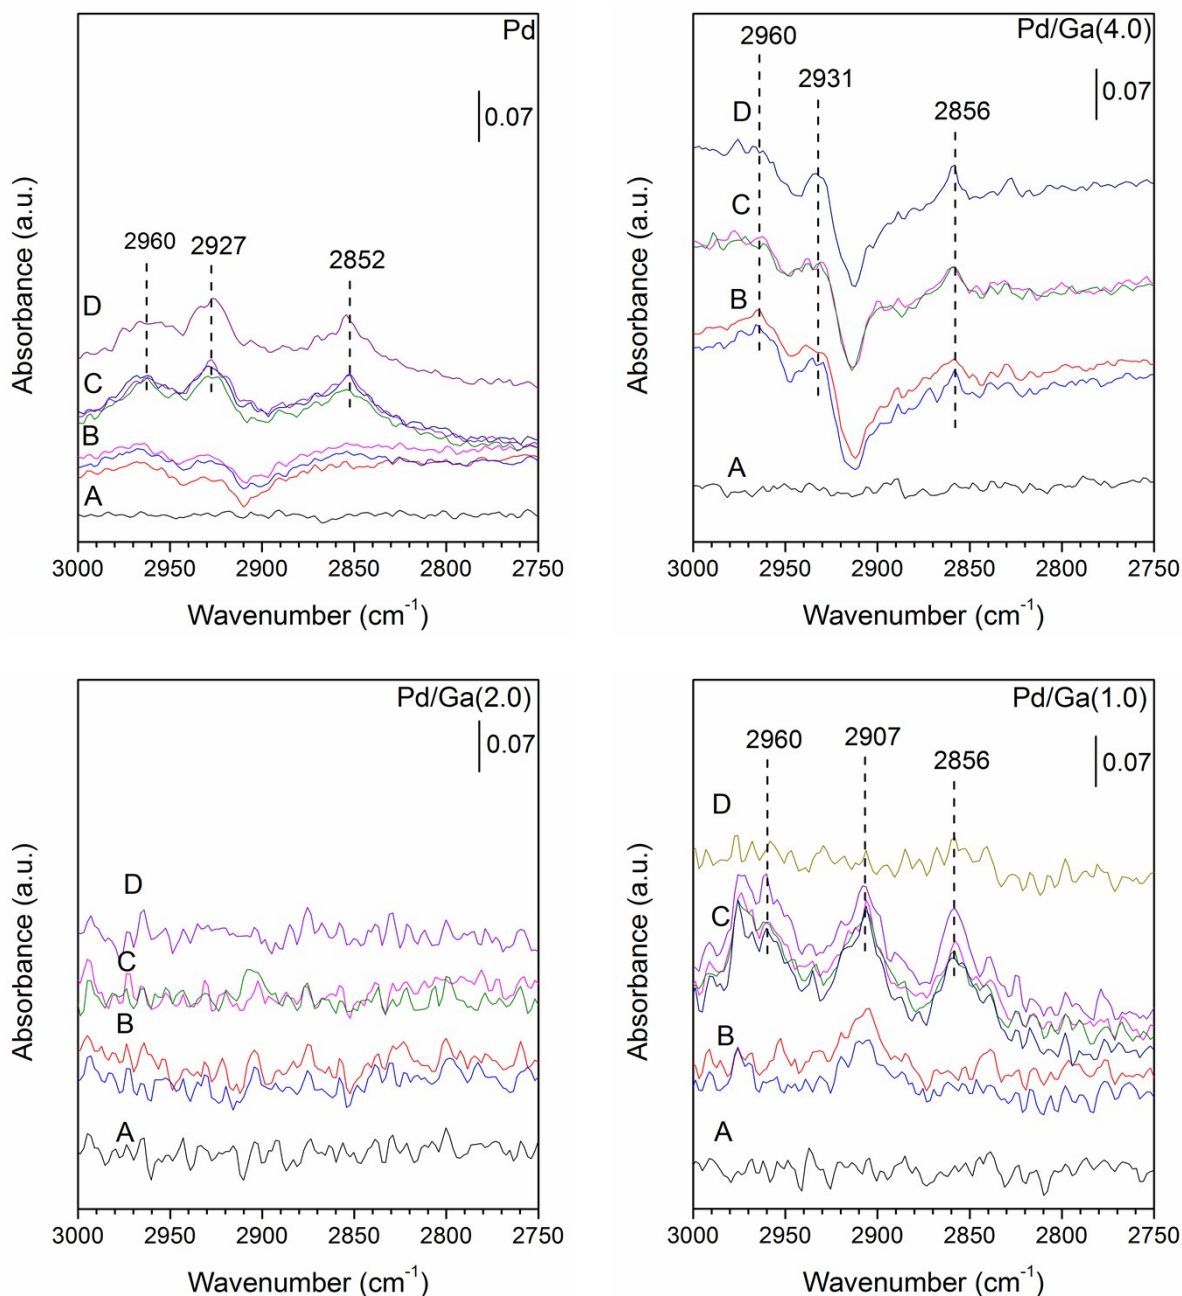 Pd
0.07
2960
2927
2852
D
C
B
A
Absorbance (a.u.)
3000 2950 2900 2850 2800 2750
Wavenumber (cm⁻¹)
Pd/Ga(4.0)
2960
0.07
2931
2856
D
C
B
A
Absorbance (a.u.)
3000 2950 2900 2850 2800 2750
Wavenumber (cm⁻¹)
Pd/Ga(2.0)
0.07
D
C
B
A
Absorbance (a.u.)
3000 2950 2900 2850 2800 2750
Wavenumber (cm⁻¹)
Pd/Ga(1.0)
2960
2907
2856
0.07
D
C
B
A
Absorbance (a.u.)
3000 2950 2900 2850 2800 2750
Wavenumber (cm⁻¹)